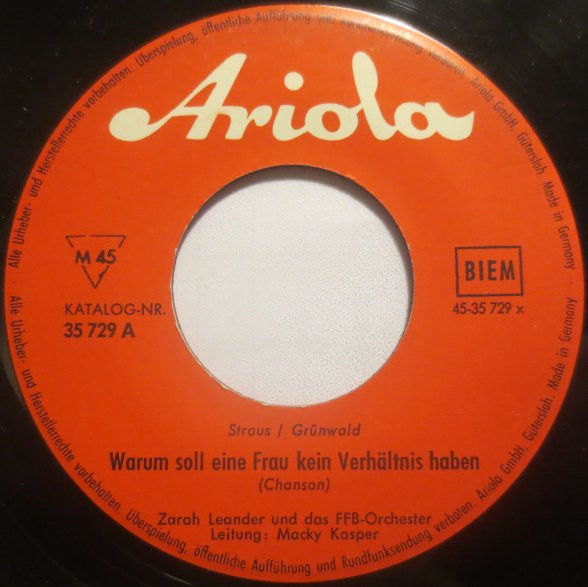 Alle Urheber- und Herstellerrechte vorbehalten. Überspielung, öffentliche Aufführung und Rundfunksendung verboten. Ariola GmbH, Gütersloh. Made in Germany ·
Ariola
M 45
KATALOG-NR.
35 729 A
BIEM
45-35 729 x
Straus / Grünwald
Warum soll eine Frau kein Verhältnis haben
(Chanson)
Zarah Leander und das FFB-Orchester
Leitung: Macky Kasper
Alle Urheber- und Herstellerrechte vorbehalten. Überspielung, öffentliche Aufführung und Rundfunksendung verboten. Ariola GmbH, Gütersloh. Made in Germany ·